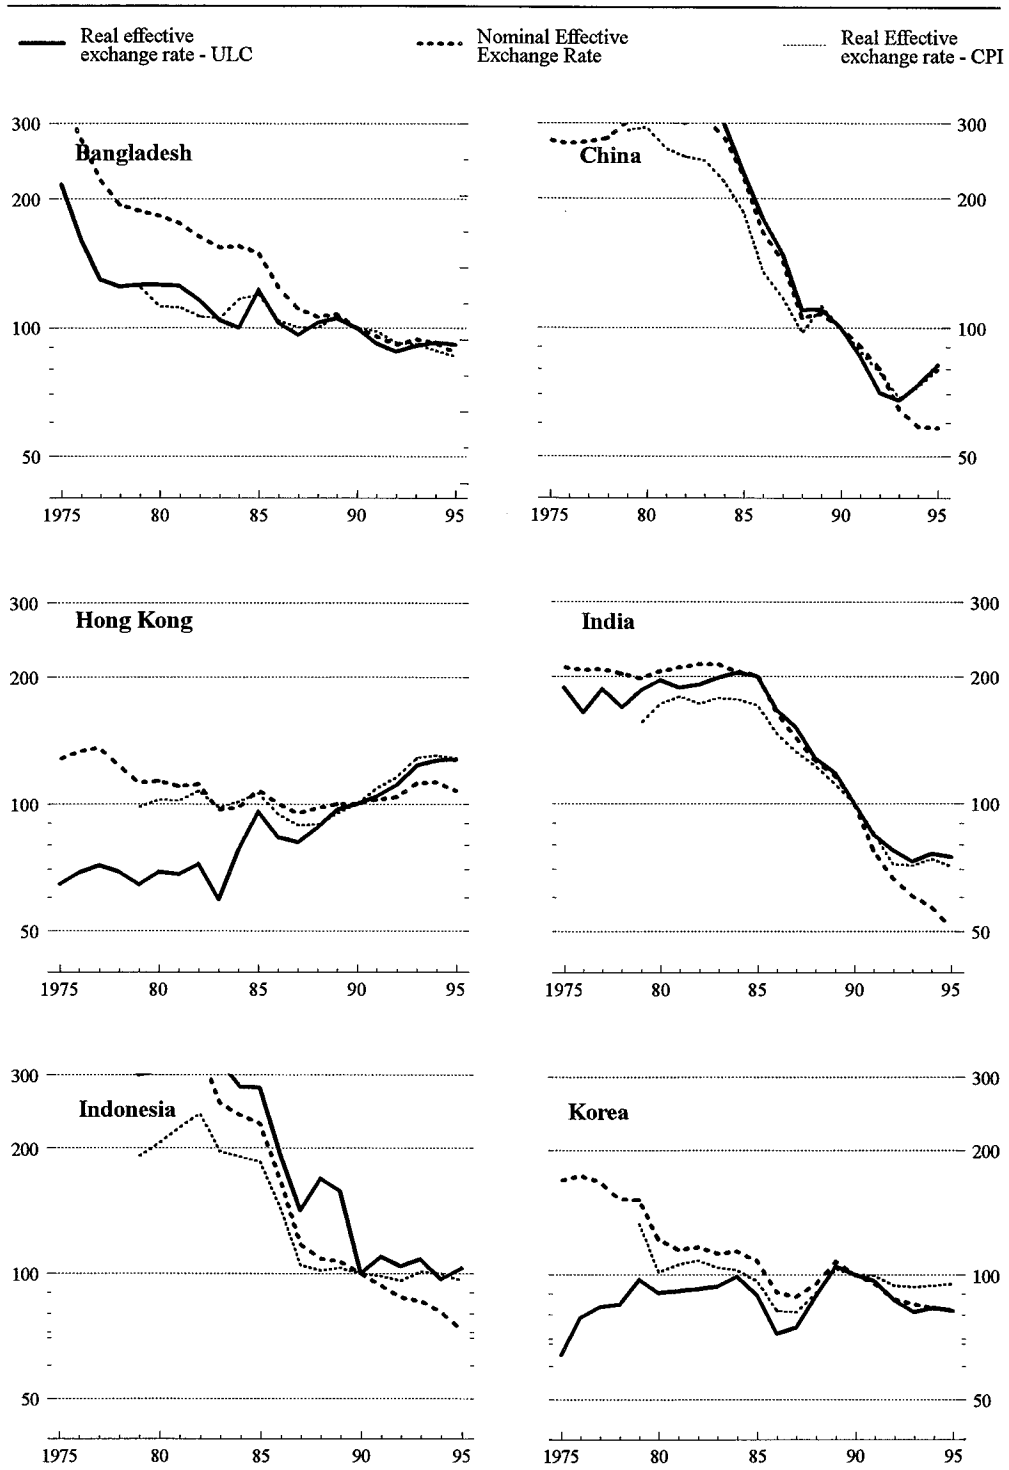 Real effective
exchange rate - ULC
Nominal Effective
Exchange Rate
Real Effective
exchange rate - CPI
300
200
100
50
Bangladesh
1975 80 85 90 95
China
300
200
100
50
1975 80 85 90 95
300
200
100
50
Hong Kong
1975 80 85 90 95
India
300
200
100
50
1975 80 85 90 95
300
200
100
50
Indonesia
1975 80 85 90 95
Korea
300
200
100
50
1975 80 85 90 95